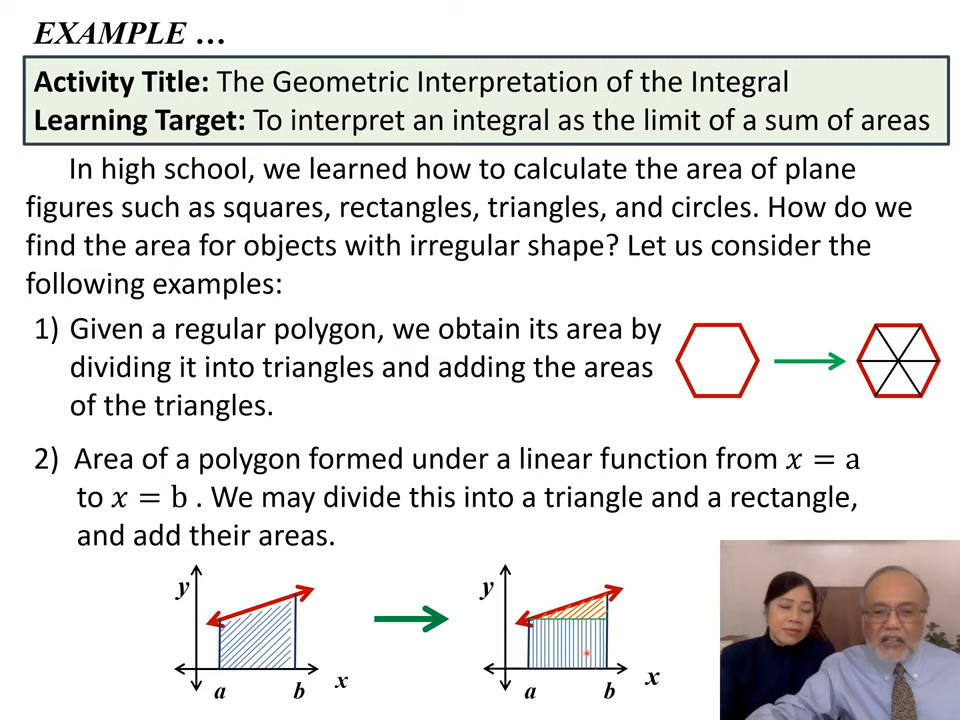 EXAMPLE …
Activity Title: The Geometric Interpretation of the Integral
Learning Target: To interpret an integral as the limit of a sum of areas
In high school, we learned how to calculate the area of plane
figures such as squares, rectangles, triangles, and circles. How do we
find the area for objects with irregular shape? Let us consider the
following examples:
1) Given a regular polygon, we obtain its area by
dividing it into triangles and adding the areas
of the triangles.
2) Area of a polygon formed under a linear function from x = a
to x = b . We may divide this into a triangle and a rectangle,
and add their areas.
y
a b x
y
a b x